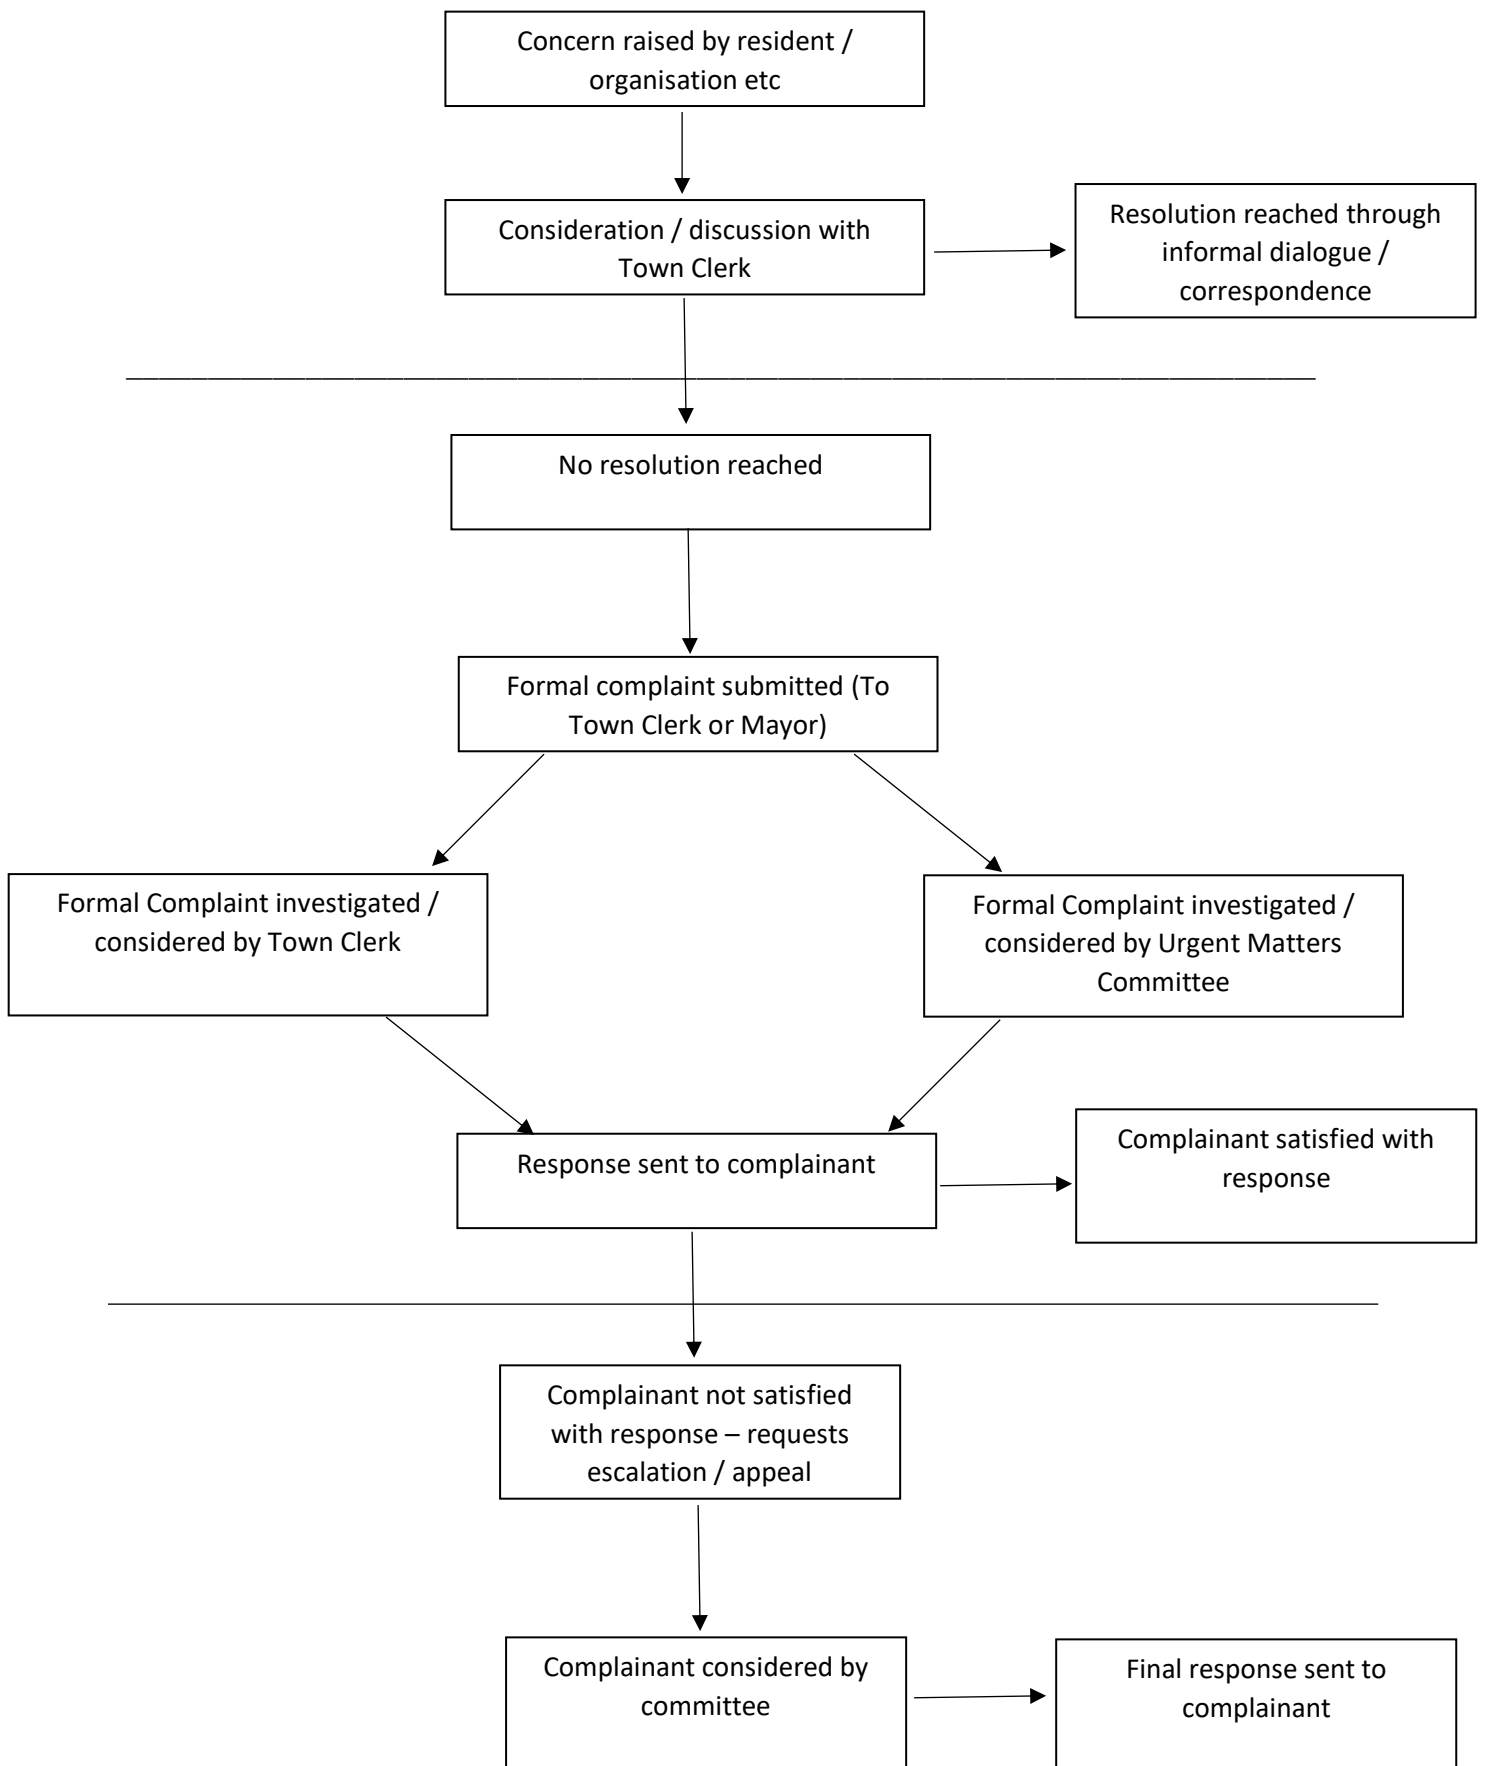 Concern raised by resident /
organisation etc
Consideration / discussion with
Town Clerk
Resolution reached through
informal dialogue /
correspondence
No resolution reached
Formal complaint submitted (To
Town Clerk or Mayor)
Formal Complaint investigated /
considered by Town Clerk
Formal Complaint investigated /
considered by Urgent Matters
Committee
Response sent to complainant
Complainant satisfied with
response
Complainant not satisfied
with response – requests
escalation / appeal
Complainant considered by
committee
Final response sent to
complainant